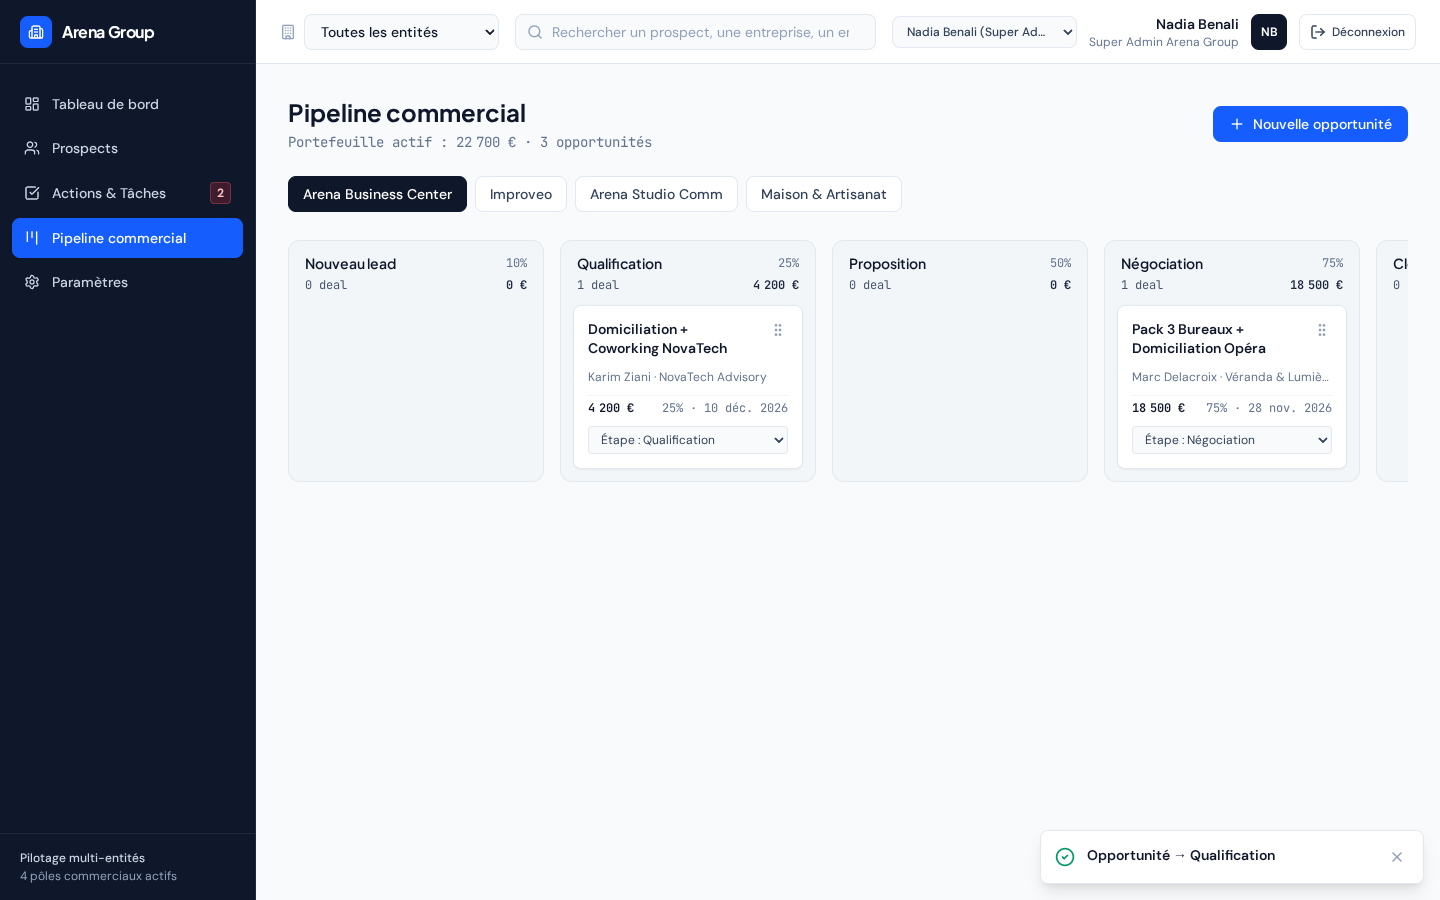 Arena Group
Toutes les entités
Rechercher un prospect, une entreprise, un er
Nadia Benali (Super Ad...
Nadia Benali
Super Admin Arena Group
NB
Déconnexion
Tableau de bord
Prospects
Actions & Tâches
2
Pipeline commercial
Paramètres
Pilotage multi-entités
4 pôles commerciaux actifs
Pipeline commercial
Portefeuille actif : 22 700 € · 3 opportunités
Nouvelle opportunité
Arena Business Center
Improveo
Arena Studio Comm
Maison & Artisanat
Nouveau lead
10%
0 deal
0 €
Qualification
25%
1 deal
4 200 €
Domiciliation +
Coworking NovaTech
Karim Ziani · NovaTech Advisory
4 200 €
25% · 10 déc. 2026
Étape : Qualification
Proposition
50%
0 deal
0 €
Négociation
75%
1 deal
18 500 €
Pack 3 Bureaux +
Domiciliation Opéra
Marc Delacroix · Véranda & Lumiè...
18 500 €
75% · 28 nov. 2026
Étape : Négociation
0
Opportunité → Qualification